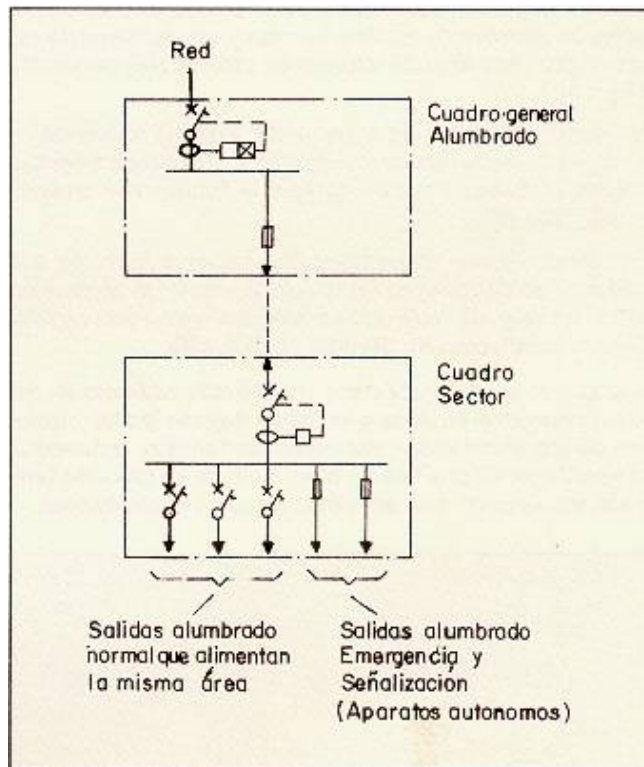 Red
Cuadro-general
Alumbrado
Cuadro
Sector
Salidas alumbrado
normal que alimentan
la misma área
Salidas alumbrado
Emergencia y
Señalización
(Aparatos autonomos)